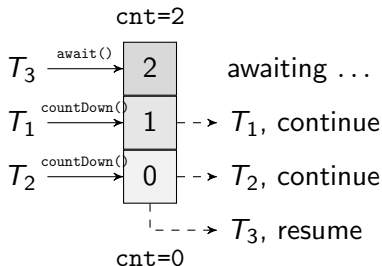 cnt=2
T3 await() 2 awaiting ...
T1 countDown() 1 T1, continue
T2 countDown() 0 T2, continue
T3, resume
cnt=0